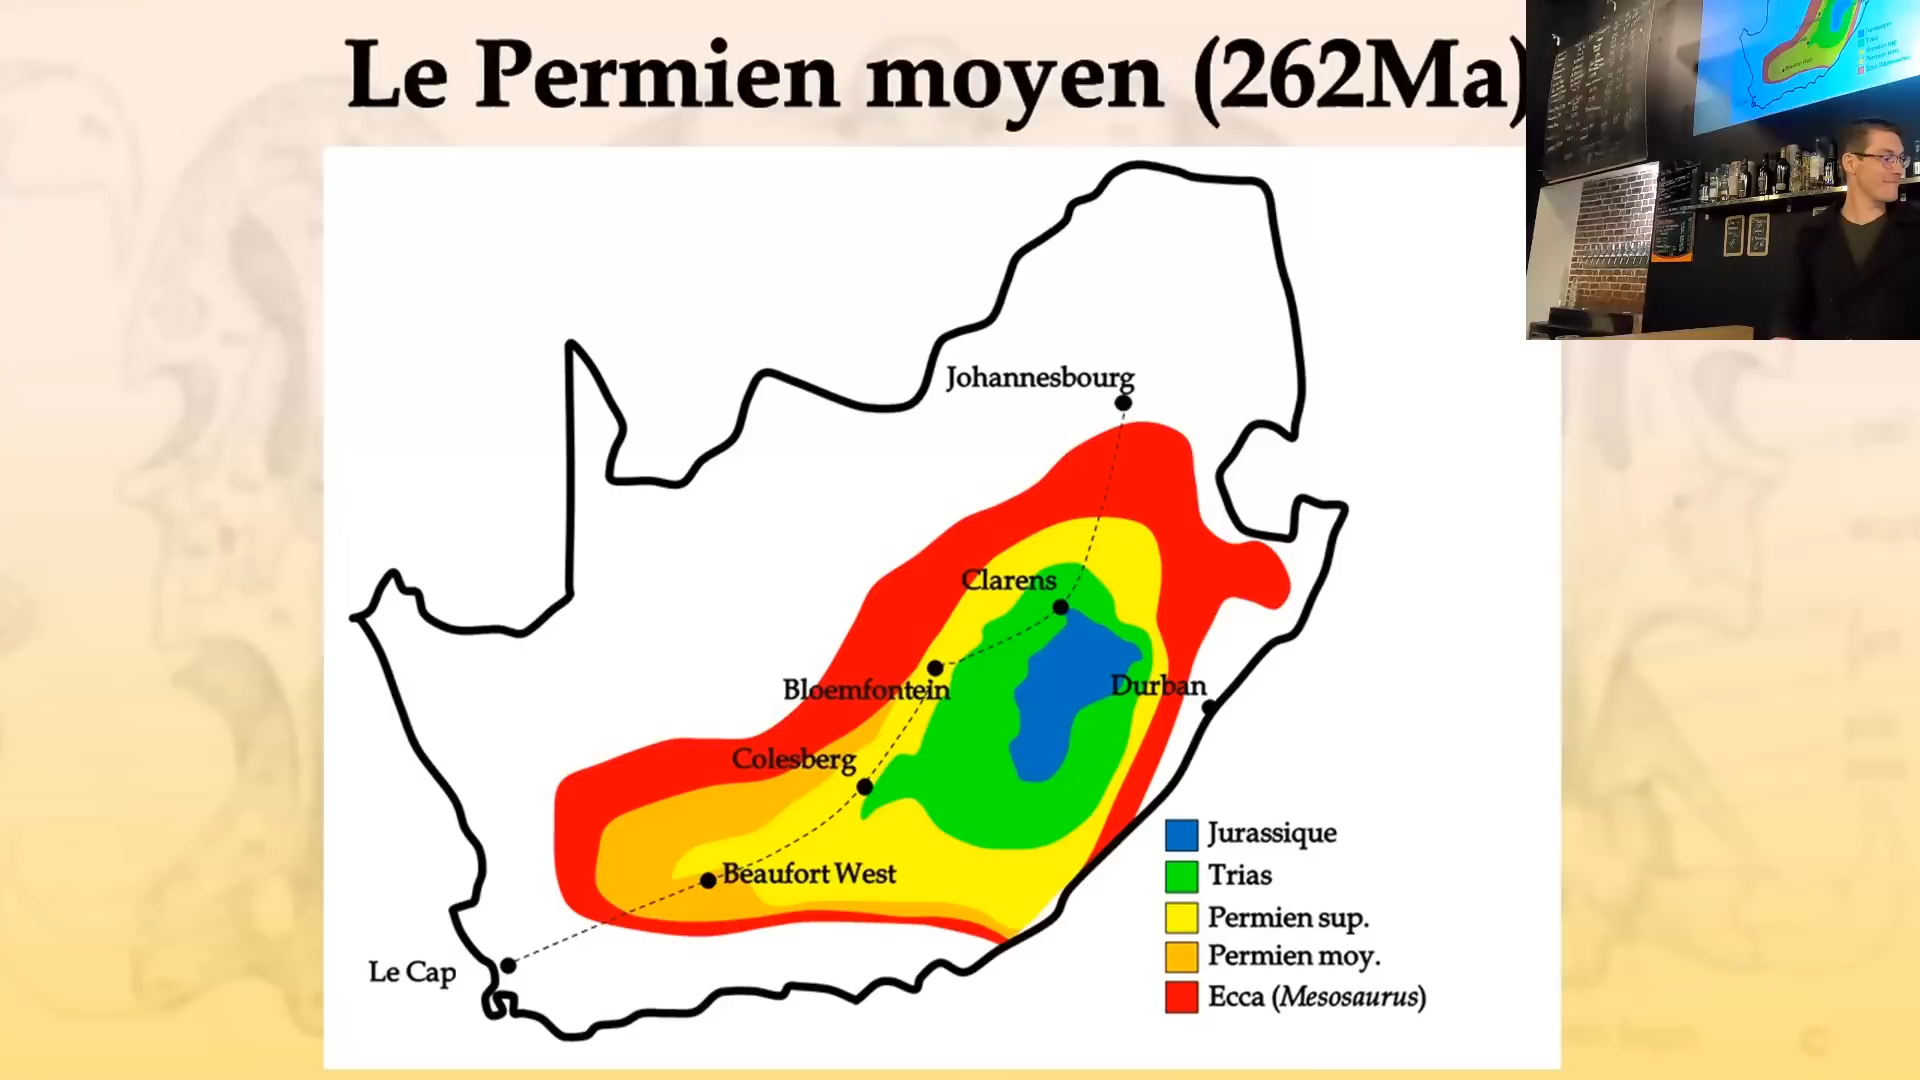 Le Permien moyen (262Ma)
Johannesbourg
Clarens
Bloemfontein
Durban
Colesberg
Beaufort West
Le Cap
Jurassique
Trias
Permien sup.
Permien moy.
Ecca (Mesosaurus)